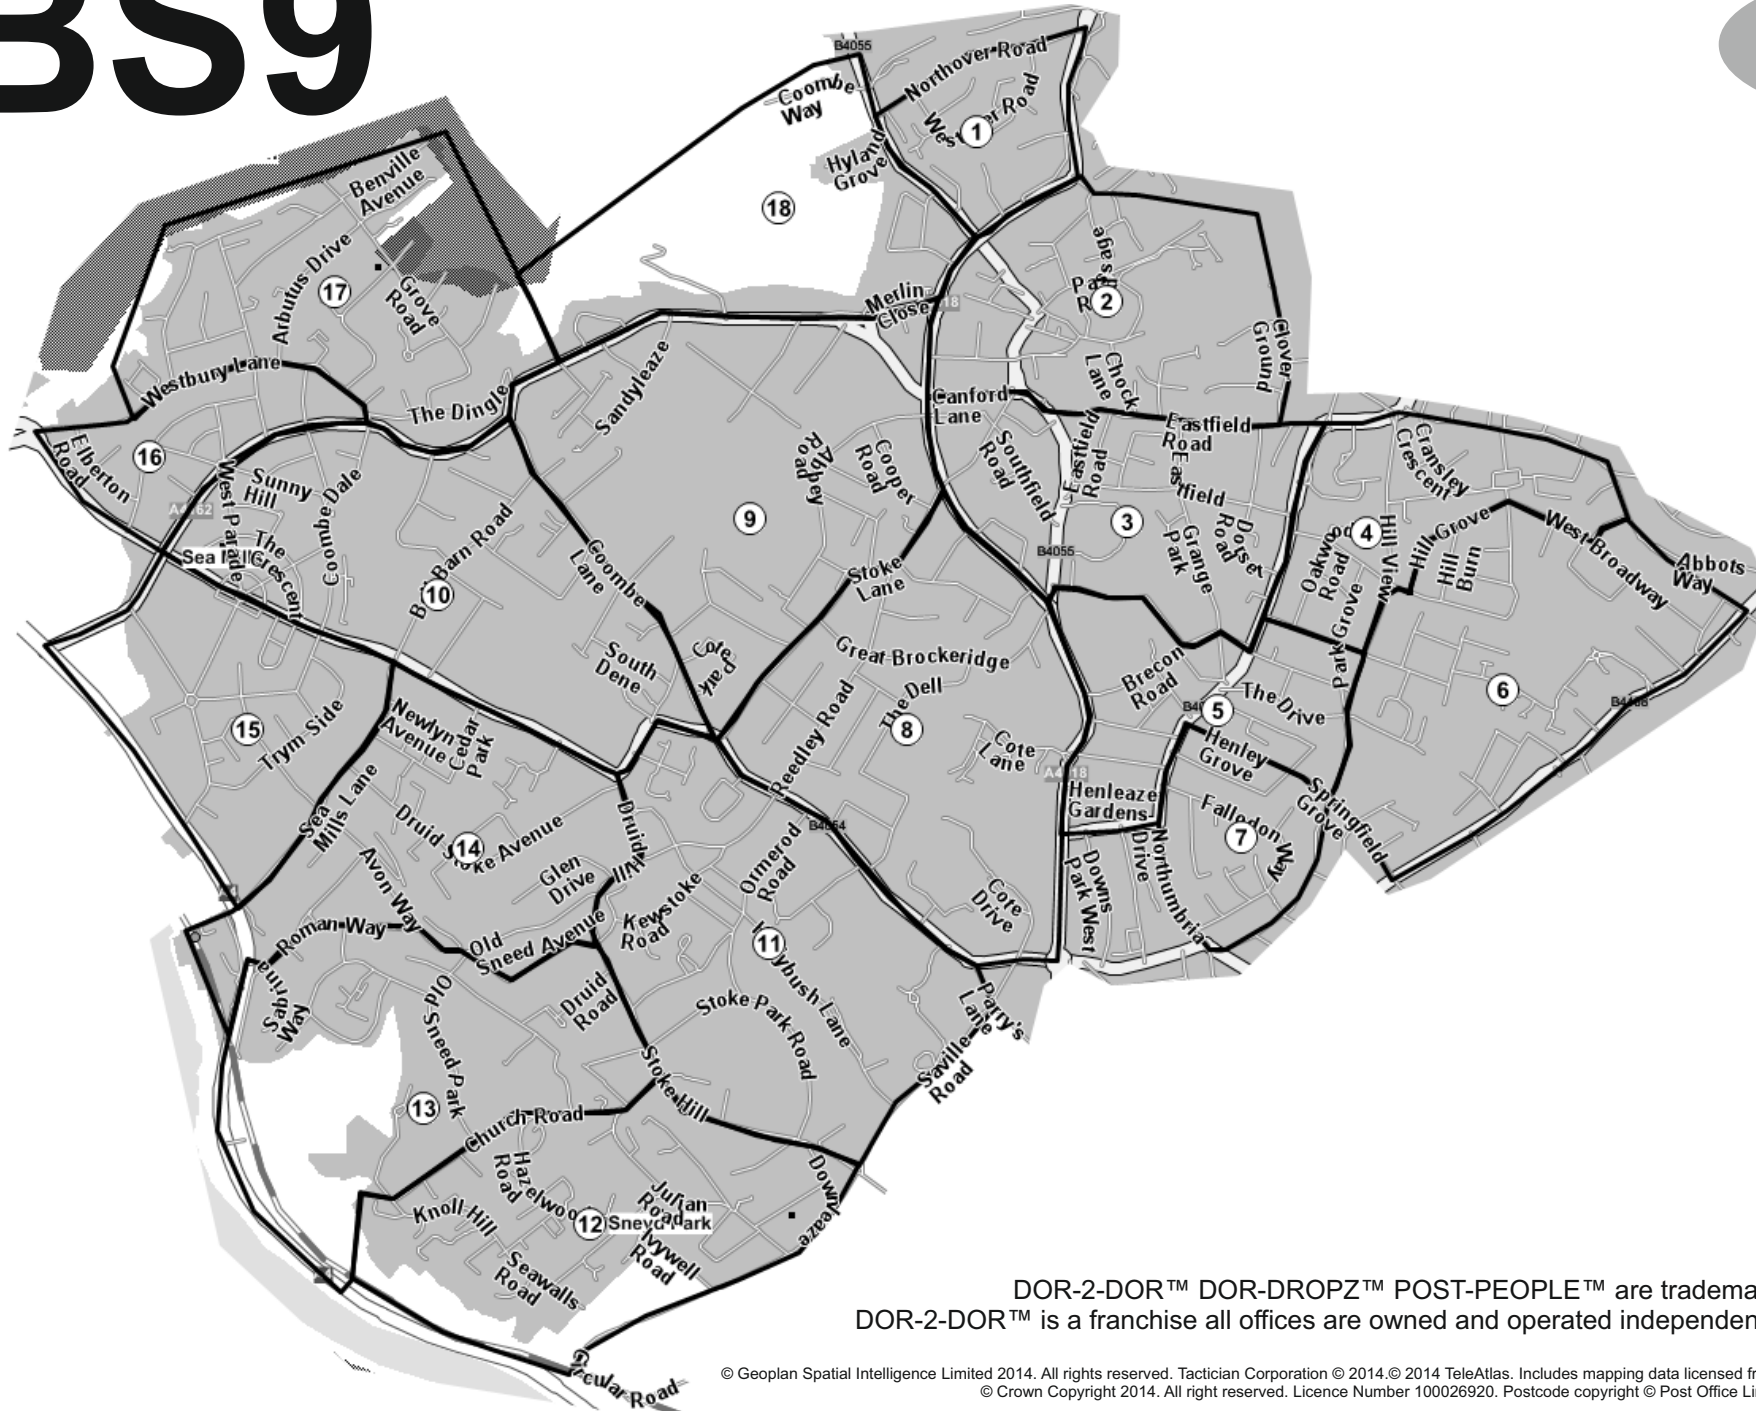 BS9
B4055
Northover Road
Coombe
Way
1
Hyland
Grove
Benville
Avenue
18
Arbutus Drive
17
Grove
Road
2
Merlin
Close
Clover
Ground
Westbury Lane
The Dingle
Sandyleaze
Chock
Lane
Canford
Lane
Eastfield
Road
Eastfield
Road
Elberton
Road
16
West Parade
Sunny
Hill
Coombe Dale
The
Crescent
Abbey
Road
Cooper
Road
Southfield
Road
9
3
Grange
Park
Dorset
Road
4
Cransley
Crescent
Hill View
Hill Grove
Hill
Burn
West Broadway
Abbots
Way
Oakwood
Road
Park Grove
B4055
Barn Road
10
Coombe
Lane
Stoke
Lane
South
Dene
Cote
Park
Great Brockeridge
The Dell
Reedley Road
8
Brecon
Road
5
The Drive
6
15
Trym Side
Newlyn
Avenue
Cedar
Park
Cote
Lane
Henley
Grove
Henleaze
Gardens
Springfield
Grove
Fallodon Way
7
Sea
Mills Lane
14
Avon Way
Glen
Drive
Druid
Hill
B4054
Ormerod
Road
Kewstoke
Road
Cote
Drive
Downs
Park West
Northumbria
Drive
Roman Way
Old
Sneed Avenue
11
Sabrina
Way
Old
Sneed Park
Druid
Road
Stoke Park Road
Parry's
Lane
Saville
Road
13
Stoke Hill
Church Road
Downleaze
Hazelwood
Road
12
Knoll Hill
Julian
Road
Ivywell
Road
Seawalls
Road
DOR-2-DOR™ DOR-DROPZ™ POST-PEOPLE™ are tradema
DOR-2-DOR™ is a franchise all offices are owned and operated independen
© Geoplan Spatial Intelligence Limited 2014. All rights reserved. Tactician Corporation © 2014.© 2014 TeleAtlas. Includes mapping data licensed fr
© Crown Copyright 2014. All right reserved. Licence Number 100026920. Postcode copyright © Post Office Li